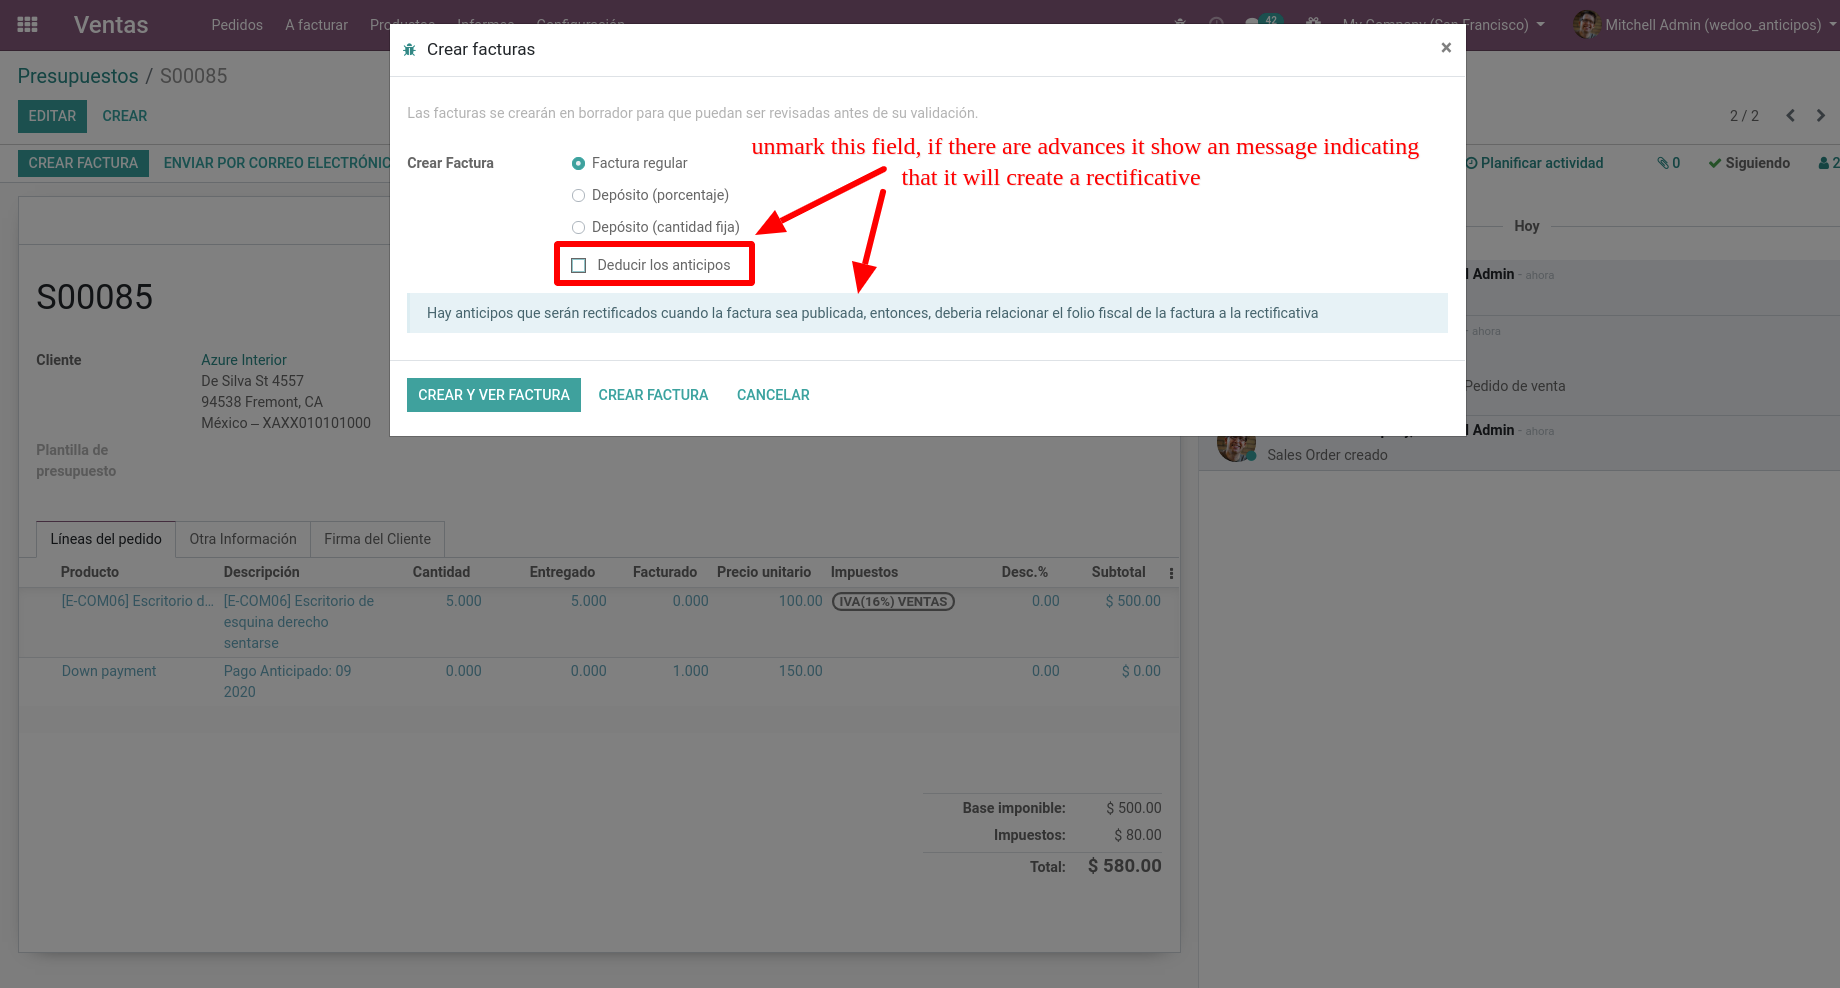 Ventas
Pedidos A facturar
42
Mitchell Admin (wedoo_anticipos)
Presupuestos / S00085
EDITAR CREAR
2 / 2
CREAR FACTURA ENVIAR POR CORREO ELECTRÓNIC
Planificar actividad 0 Siguiendo 2
Crear facturas ×
Las facturas se crearán en borrador para que puedan ser revisadas antes de su validación.
unmark this field, if there are advances it show an message indicating
that it will create a rectificative
Crear Factura
Factura regular
Depósito (porcentaje)
Depósito (cantidad fija)
Deducir los anticipos
Hay anticipos que serán rectificados cuando la factura sea publicada, entonces, deberia relacionar el folio fiscal de la factura a la rectificativa
CREAR Y VER FACTURA CREAR FACTURA CANCELAR
Hoy
Admin - ahora
- ahora
Pedido de venta
Admin - ahora
Sales Order creado
S00085
Cliente
Azure Interior
De Silva St 4557
94538 Fremont, CA
México – XAXX010101000
Plantilla de
presupuesto
Líneas del pedido Otra Información Firma del Cliente
Producto Descripción Cantidad Entregado Facturado Precio unitario Impuestos Desc.% Subtotal
[E-COM06] Escritorio d... [E-COM06] Escritorio de 5.000 5.000 0.000 100.00 IVA(16%) VENTAS 0.00 $ 500.00
esquina derecho
sentarse
Down payment Pago Anticipado: 09 0.000 0.000 1.000 150.00 0.00 $ 0.00
2020
Base imponible: $ 500.00
Impuestos: $ 80.00
Total: $ 580.00